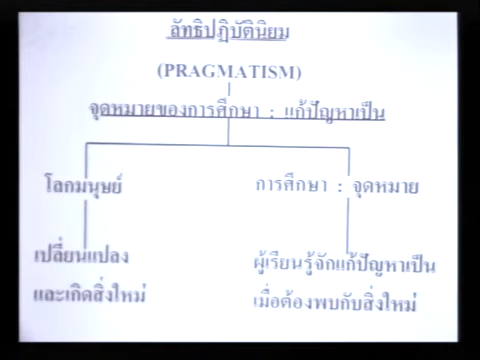 ลัทธิปฏิบัตินิยม
(PRAGMATISM)
จุดหมายของการศึกษา : แก้ปัญหาเป็น
โลกมนุษย์
การศึกษา : จุดหมาย
เปลี่ยนแปลง
และเกิดสิ่งใหม่
ผู้เรียนรู้จักแก้ปัญหาเป็น
เมื่อต้องพบกับสิ่งใหม่